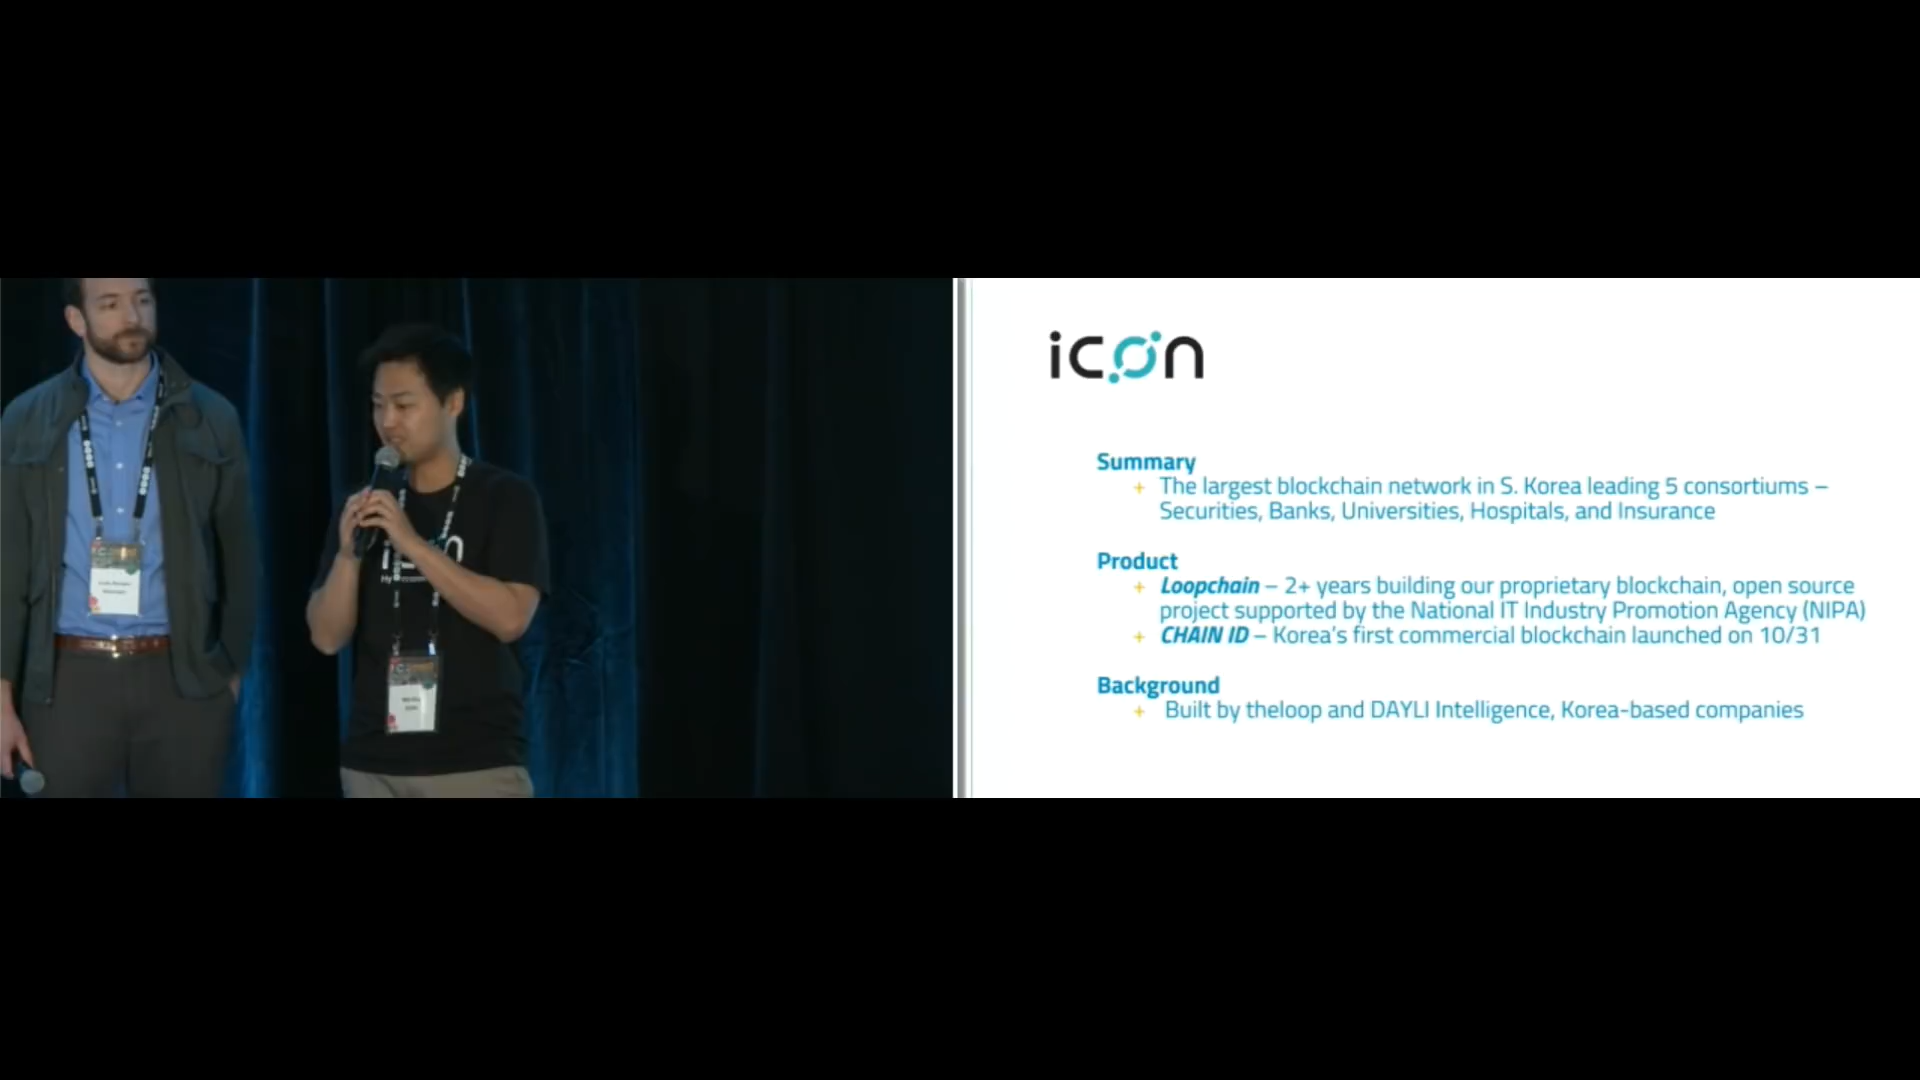 icon
Summary
+ The largest blockchain network in S. Korea leading 5 consortiums –
Securities, Banks, Universities, Hospitals, and Insurance
Product
+ Loopchain – 2+ years building our proprietary blockchain, open source
project supported by the National IT Industry Promotion Agency (NIPA)
+ CHAIN ID – Korea's first commercial blockchain launched on 10/31
Background
+ Built by theloop and DAYLI Intelligence, Korea-based companies